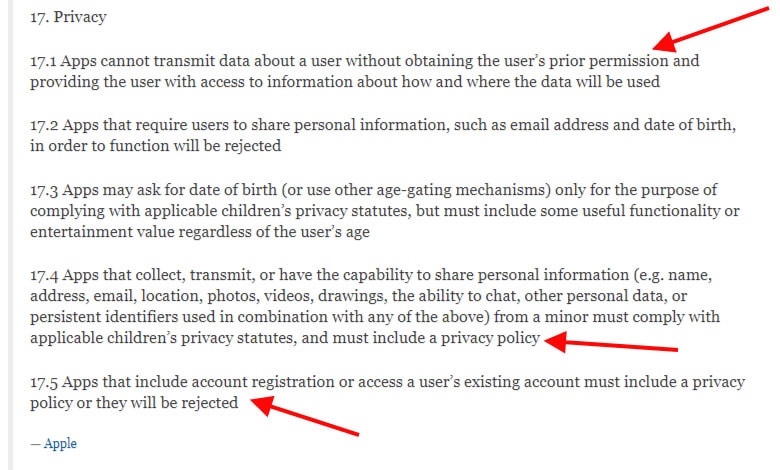 17. Privacy
17.1 Apps cannot transmit data about a user without obtaining the user’s prior permission and
providing the user with access to information about how and where the data will be used
17.2 Apps that require users to share personal information, such as email address and date of birth,
in order to function will be rejected
17.3 Apps may ask for date of birth (or use other age-gating mechanisms) only for the purpose of
complying with applicable children’s privacy statutes, but must include some useful functionality or
entertainment value regardless of the user’s age
17.4 Apps that collect, transmit, or have the capability to share personal information (e.g. name,
address, email, location, photos, videos, drawings, the ability to chat, other personal data, or
persistent identifiers used in combination with any of the above) from a minor must comply with
applicable children’s privacy statutes, and must include a privacy policy
17.5 Apps that include account registration or access a user’s existing account must include a privacy
policy or they will be rejected
— Apple